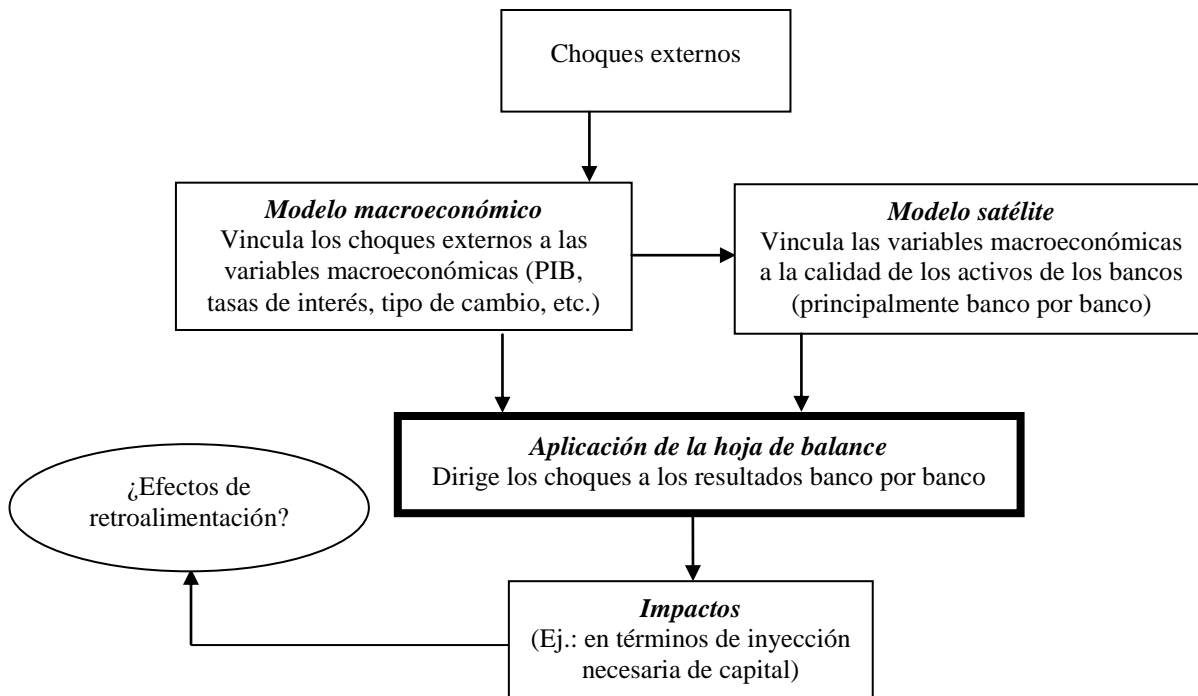 Choques externos
Modelo macroeconómico
Vincula los choques externos a las
variables macroeconómicas (PIB,
tasas de interés, tipo de cambio, etc.)
Modelo satélite
Vincula las variables macroeconómicas
a la calidad de los activos de los bancos
(principalmente banco por banco)
Aplicación de la hoja de balance
Dirige los choques a los resultados banco por banco
¿Efectos de
retroalimentación?
Impactos
(Ej.: en términos de inyección
necesaria de capital)